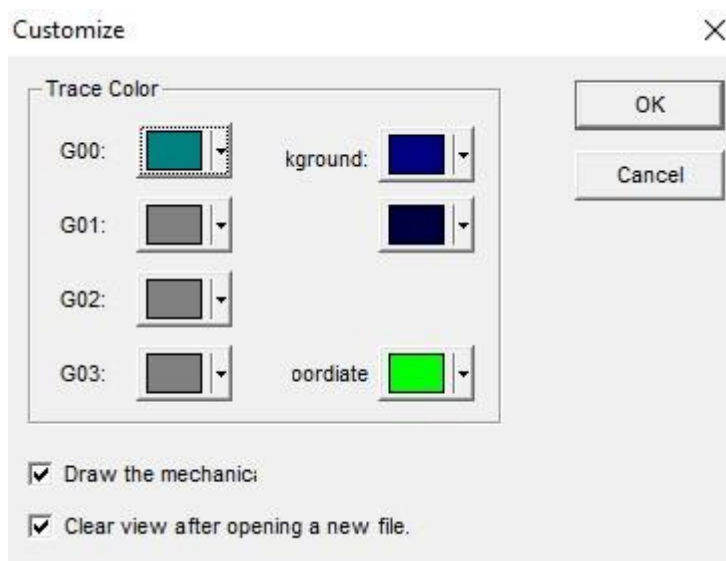 Customize
Trace Color
OK
G00:
kground:
Cancel
G01:
G02:
G03:
oordiate
Draw the mechanica
Clear view after opening a new file.